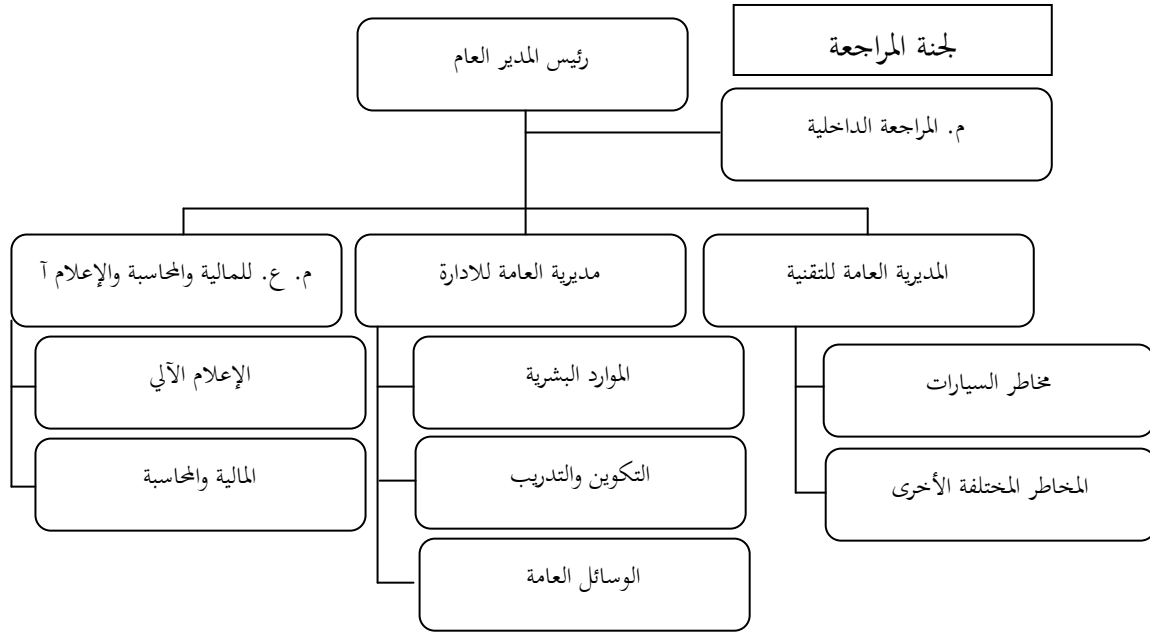 لجنة المراجعة
رئيس المدير العام
م. المراجعة الداخلية
المديرية العامة للتقنية
مديرية العامة للادارة
م. ع. للمالية والمحاسبة والإعلام آ
مخاطر السيارات
الموارد البشرية
الإعلام الآلي
المخاطر المختلفة الأخرى
التكوين والتدريب
المالية والمحاسبة
الوسائل العامة